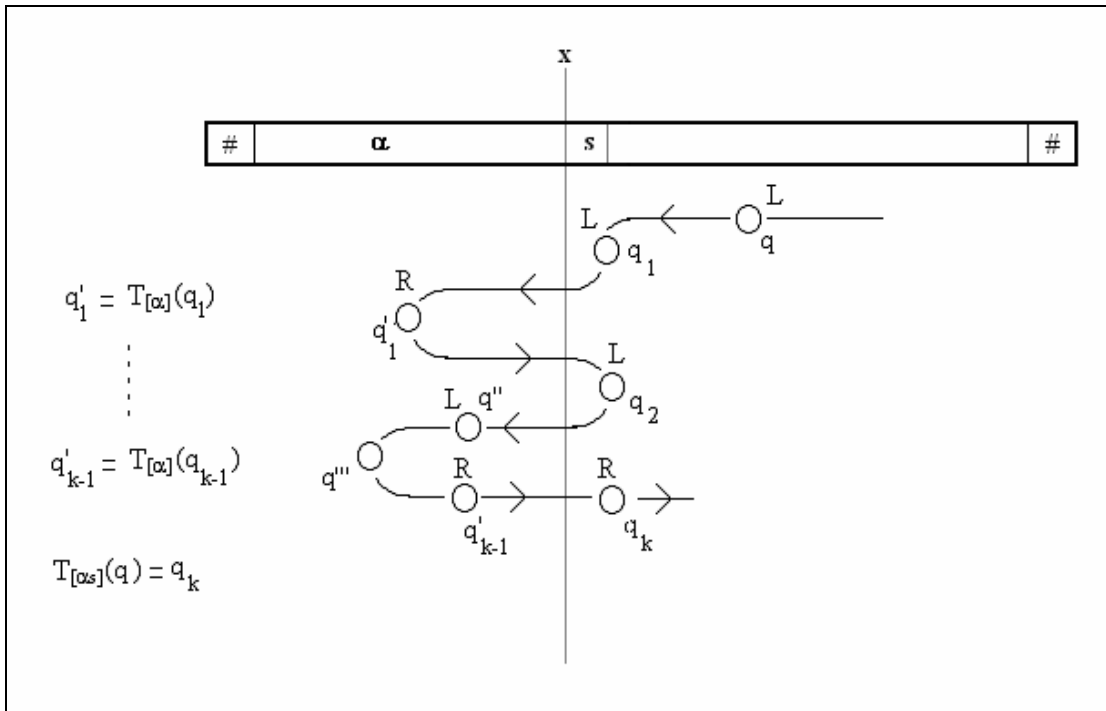 x
# α s #
L
L q
q₁
R
q'₁ = T[α](q₁)
q'₁
L
q₂
L q''
q'ₖ₋₁ = T[α](qₖ₋₁)
q'''
R R
q'ₖ₋₁ qₖ
T[αs](q) = qₖ